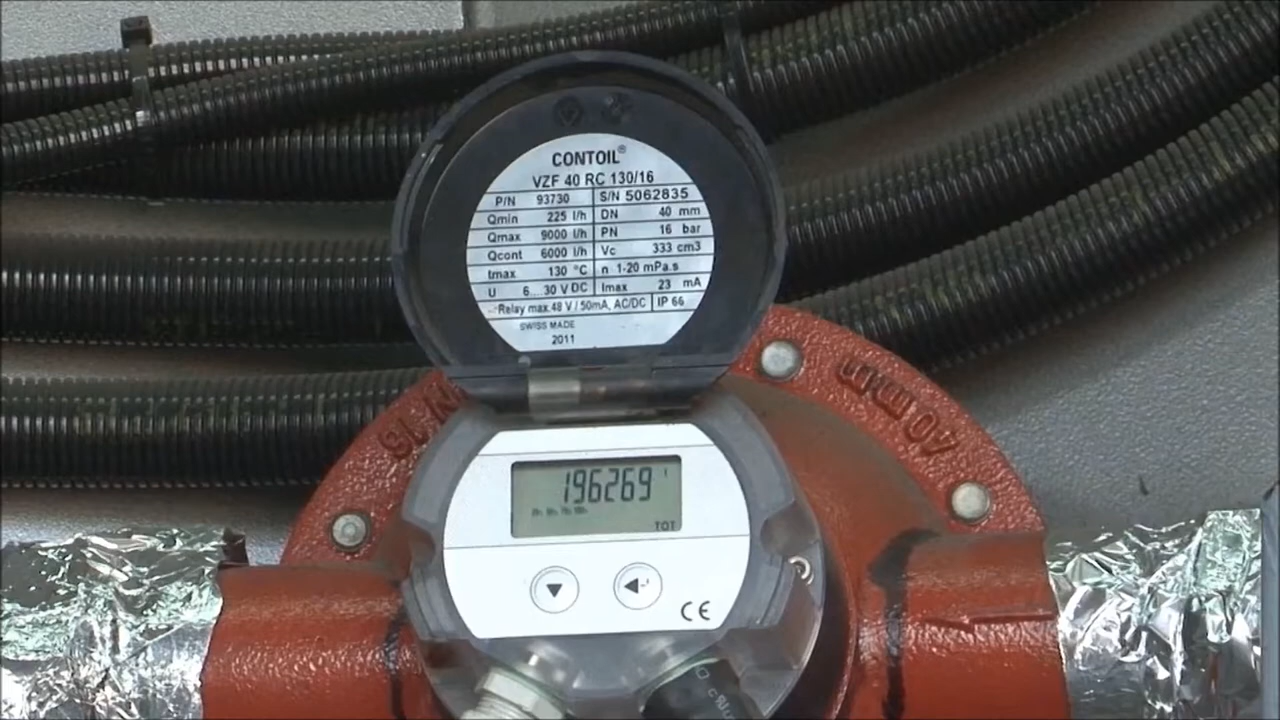 CONTOIL®
VZF 40 RC 130/16
P/N 93730 S/N 5062835
Qmin 225 l/h DN 40 mm
Qmax 9000 l/h PN 16 bar
Qcont 6000 l/h Vc 333 cm3
tmax 130 °C n 1-20 mPa.s
U 6...30 V DC Imax 23 mA
Relay max.48 V / 50mA, AC/DC IP 66
SWISS MADE
2011
40 mm
196269
TOT
CE